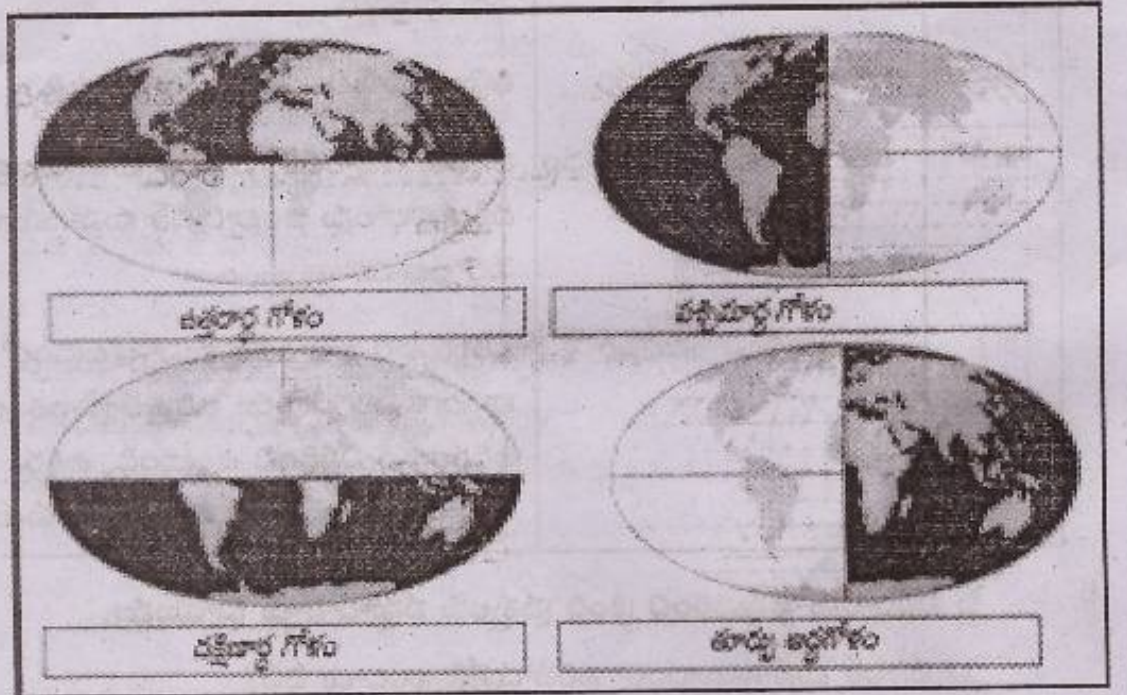 ఉత్తరార్ధ గోళం
పశ్చిమార్ధ గోళం
దక్షిణార్ధ గోళం
తూర్పు అర్ధగోళం